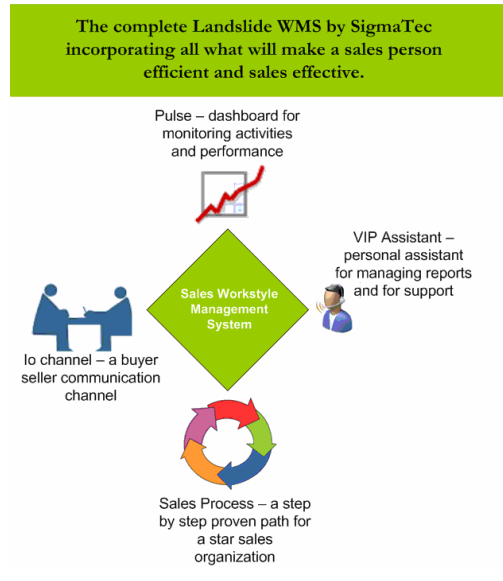 The complete Landslide WMS by SigmaTec
incorporating all what will make a sales person
efficient and sales effective.
Pulse – dashboard for
monitoring activities
and performance
VIP Assistant –
personal assistant
for managing reports
and for support
Sales Workstyle
Management
System
Io channel – a buyer
seller communication
channel
Sales Process – a step
by step proven path for
a star sales
organization